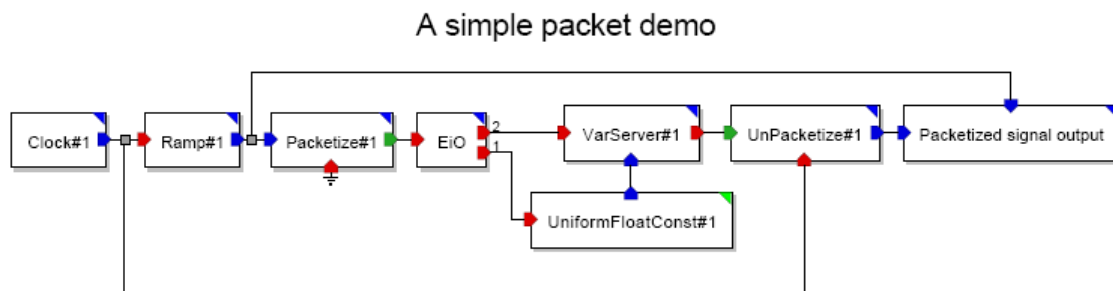 A simple packet demo
Clock#1
Ramp#1
Packetize#1
EiO
2
1
VarServer#1
UnPacketize#1
Packetized signal output
UniformFloatConst#1